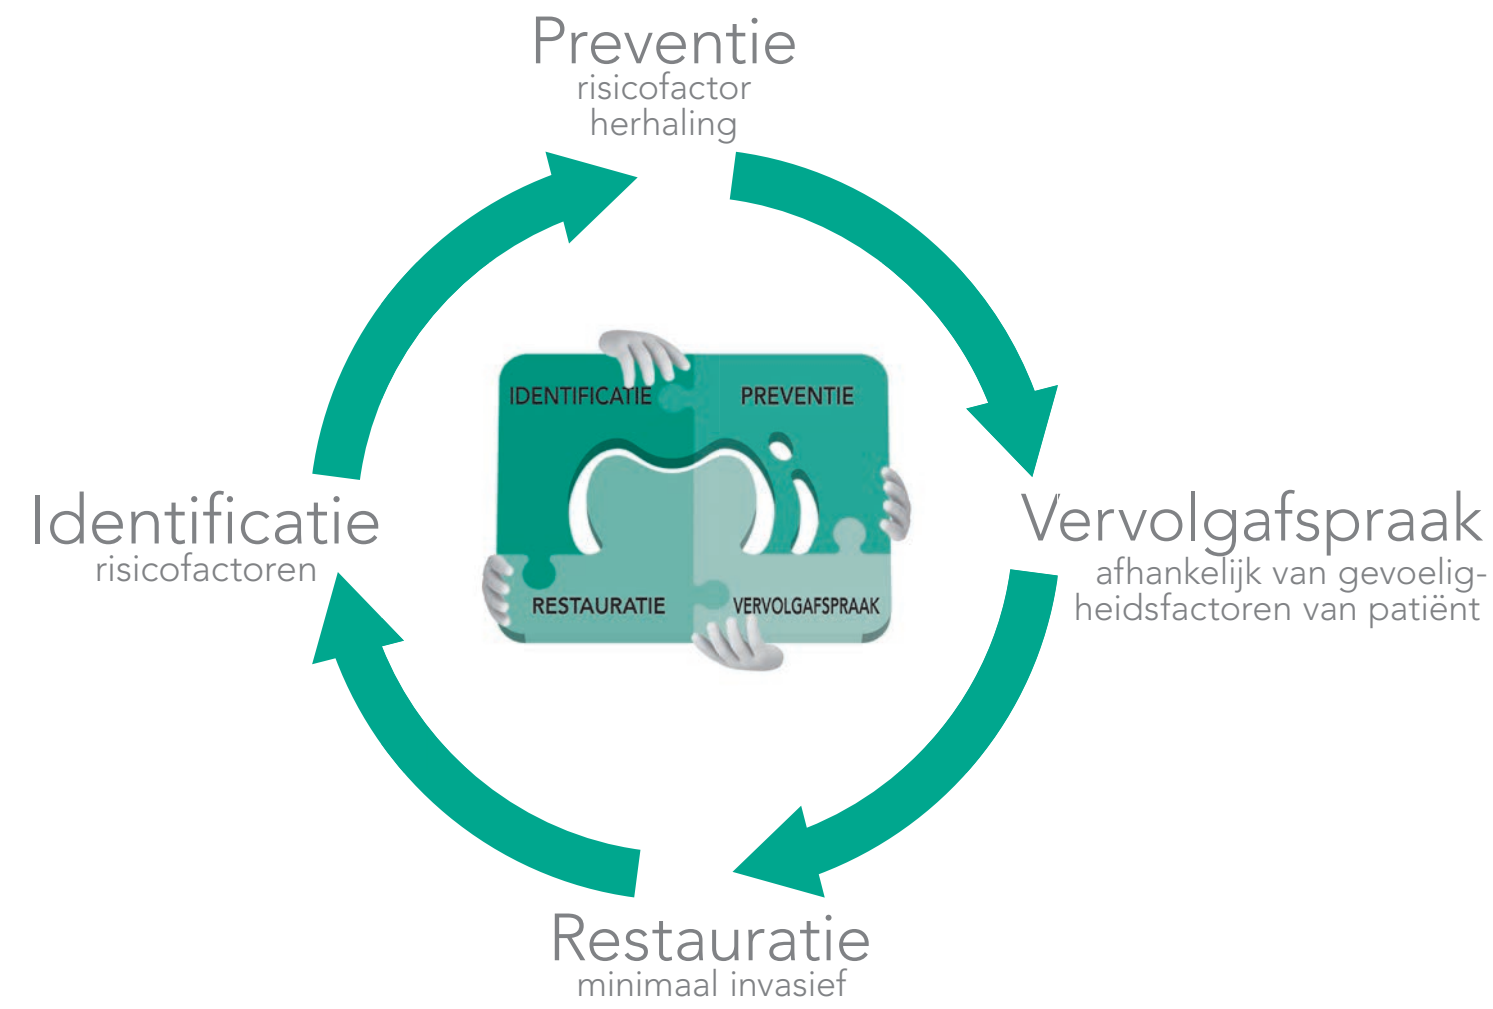 Preventie
risicofactor
herhaling
IDENTIFICATIE
PREVENTIE
Identificatie
risicofactoren
Vervolgafspraak
afhankelijk van gevoelig-
heidsfactoren van patiënt
RESTAURATIE
VERVOLGAFSPRAAK
Restauratie
minimaal invasief